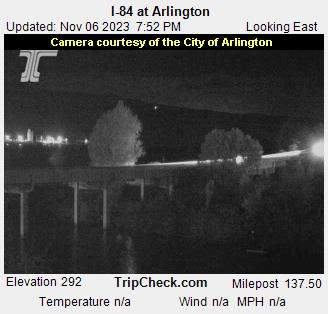 I-84 at Arlington
Updated: Nov 06 2023 7:52 PM Looking East
Camera courtesy of the City of Arlington
Elevation 292 TripCheck.com Milepost 137.50
Temperature n/a Wind n/a MPH n/a